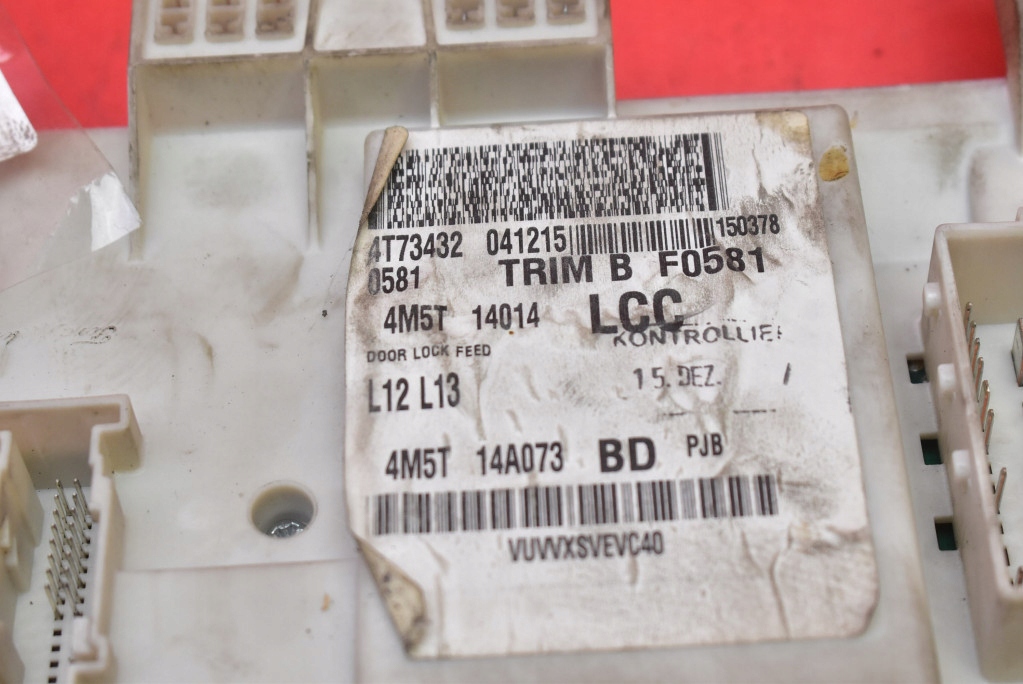 4T73432 041215 150378
0581 TRIM B F0581
4M5T 14014 LCC
KONTROLLIE
DOOR LOCK FEED
L12 L13 15. DEZ.
4M5T 14A073 BD PJB
VUVVXSVEVC40